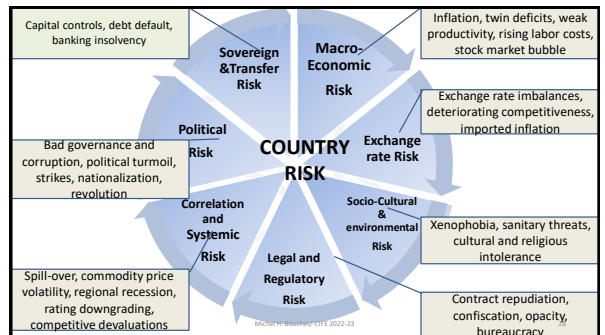 Capital controls, debt default,
banking insolvency
Sovereign
&Transfer
Risk
Macro-
Economic
Risk
Inflation, twin deficits, weak
productivity, rising labor costs,
stock market bubble
Exchange rate imbalances,
deteriorating competitiveness,
imported inflation
Political
Risk
COUNTRY
RISK
Exchange
rate Risk
Bad governance and
corruption, political turmoil,
strikes, nationalization,
revolution
Correlation
and
Systemic
Risk
Socio-Cultural
&
environmental
Risk
Xenophobia, sanitary threats,
cultural and religious
intolerance
Legal and
Regulatory
Risk
Spill-over, commodity price
volatility, regional recession,
rating downgrading,
competitive devaluations
Contract repudiation,
confiscation, opacity,
bureaucracy
Michel H. Bouchet/-CIFE 2022-23